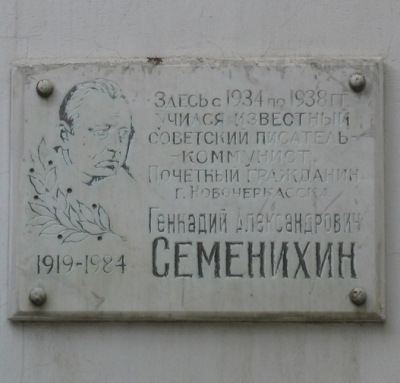 Здесь с 1934 по 1938 гг.
учился известный
советский писатель-
-коммунист.
Почетный гражданин
г. Новочеркасска
Геннадий Александрович
СЕМЕНИХИН
1919-1984